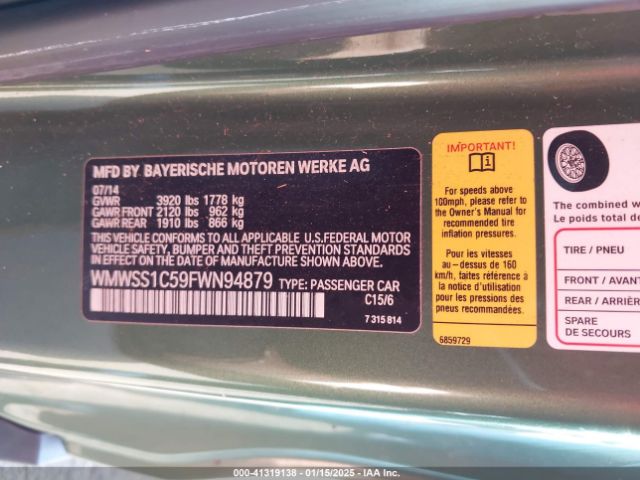 MFD BY BAYERISCHE MOTOREN WERKE AG
07/14
GVWR 3920 lbs 1778 kg
GAWR FRONT 2120 lbs 962 kg
GAWR REAR 1910 lbs 866 kg
THIS VEHICLE CONFORMS TO ALL APPLICABLE U.S.FEDERAL MOTOR
VEHICLE SAFETY, BUMPER AND THEFT PREVENTION STANDARDS
IN EFFECT ON THE DATE OF MANUFACTURE SHOWN ABOVE.
WMWSS1C59FWN94879 TYPE: PASSENGER CAR
C15/6
7 315 814
IMPORTANT!
For speeds above
100mph, please refer to
the Owner's Manual for
recommended tire
inflation pressures.
Pour les vitesses
au-dessus de 160
km/h, faites référence à
la notice d'utilisation
pour les pressions des
pneus recommandées.
6859729
The combined w
Le poids total d
TIRE / PNEU
FRONT / AVANT
REAR / ARRIÈR
SPARE
DE SECOURS
000-41319138 - 01/15/2025 - IAA Inc.